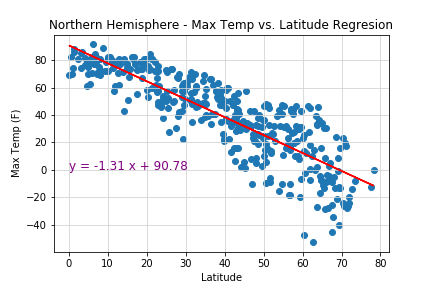 Northern Hemisphere - Max Temp vs. Latitude Regresion
Max Temp (F)
80
60
40
20
0
−20
−40
y = -1.31 x + 90.78
0 10 20 30 40 50 60 70 80
Latitude